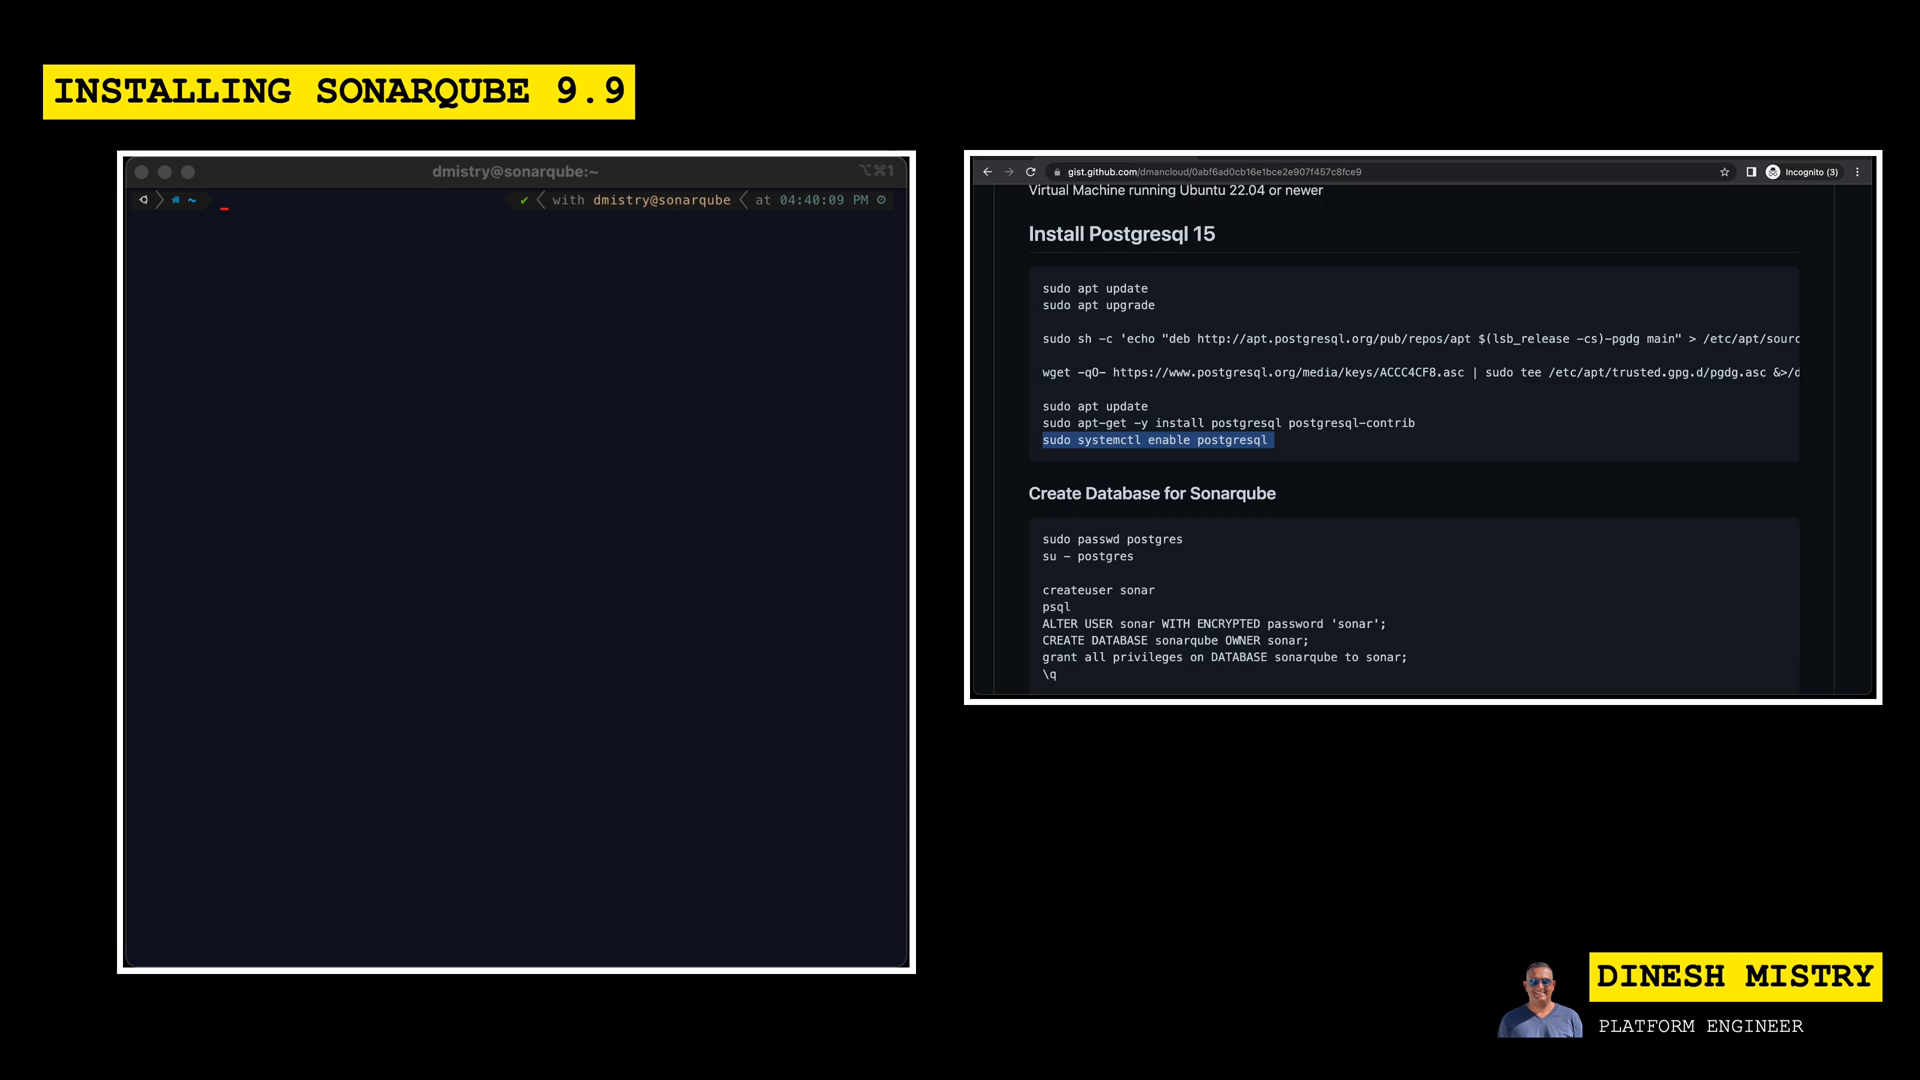 INSTALLING SONARQUBE 9.9
dmistry@sonarqube:~
⌥⌘1
~
with dmistry@sonarqube at 04:40:09 PM
gist.github.com/dmancloud/0abf6ad0cb16e1bce2e907f457c8fce9
Incognito (3)
Virtual Machine running Ubuntu 22.04 or newer
Install Postgresql 15
sudo apt update
sudo apt upgrade
sudo sh -c 'echo "deb http://apt.postgresql.org/pub/repos/apt $(lsb_release -cs)-pgdg main" > /etc/apt/sourc
wget -qO- https://www.postgresql.org/media/keys/ACCC4CF8.asc | sudo tee /etc/apt/trusted.gpg.d/pgdg.asc &>/d
sudo apt update
sudo apt-get -y install postgresql postgresql-contrib
sudo systemctl enable postgresql
Create Database for Sonarqube
sudo passwd postgres
su - postgres
createuser sonar
psql
ALTER USER sonar WITH ENCRYPTED password 'sonar';
CREATE DATABASE sonarqube OWNER sonar;
grant all privileges on DATABASE sonarqube to sonar;
\q
DINESH MISTRY
PLATFORM ENGINEER